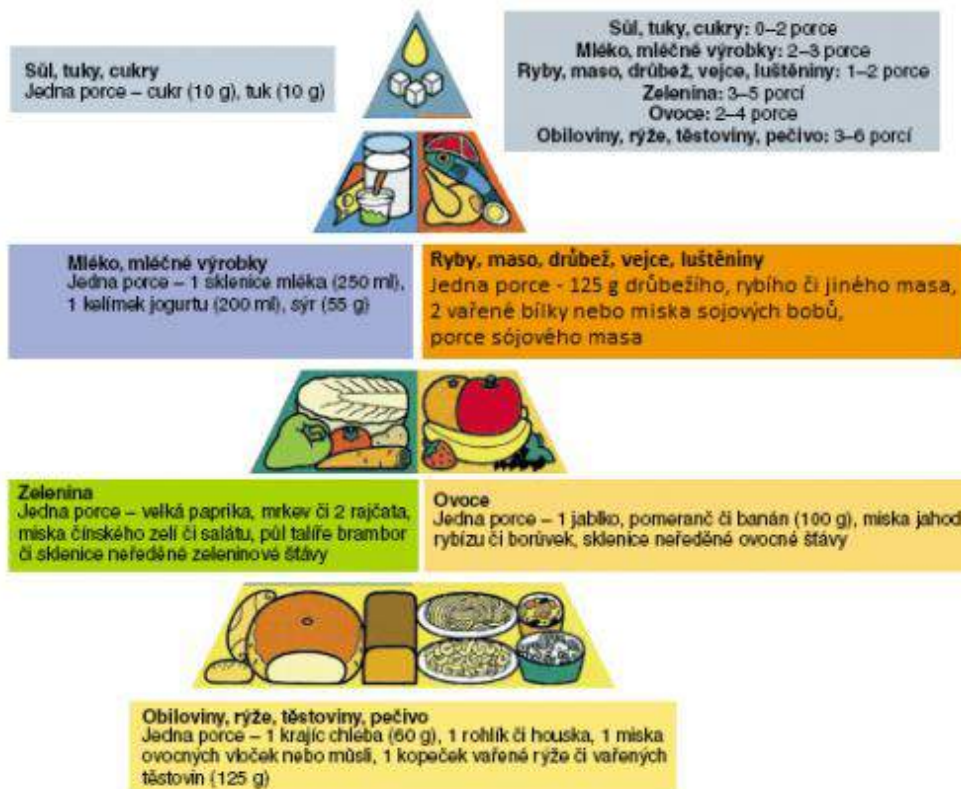 Sůl, tuky, cukry
Jedna porce – cukr (10 g), tuk (10 g)
Sůl, tuky, cukry: 0–2 porce
Mléko, mléčné výrobky: 2–3 porce
Ryby, maso, drůbež, vejce, luštěniny: 1–2 porce
Zelenina: 3–5 porcí
Ovoce: 2–4 porce
Obiloviny, rýže, těstoviny, pečivo: 3–6 porcí
Mléko, mléčné výrobky
Jedna porce – 1 sklenice mléka (250 ml),
1 kelímek jogurtu (200 ml), sýr (55 g)
Ryby, maso, drůbež, vejce, luštěniny
Jedna porce - 125 g drůbežího, rybího či jiného masa,
2 vařené bílky nebo miska sojových bobů,
porce sójového masa
Zelenina
Jedna porce – velká paprika, mrkev či 2 rajčata,
miska čínského zelí či salátu, půl talíře brambor
či sklenice neředěné zeleninové šťávy
Ovoce
Jedna porce – 1 jablko, pomeranč či banán (100 g), miska jahod
rybízu či borůvek, sklenice neředěné ovocné šťávy
Obiloviny, rýže, těstoviny, pečivo
Jedna porce – 1 krajíc chleba (60 g), 1 rohlík či houska, 1 miska
ovocných vloček nebo müsli, 1 kopeček vařené rýže či vařených
těstovin (125 g)